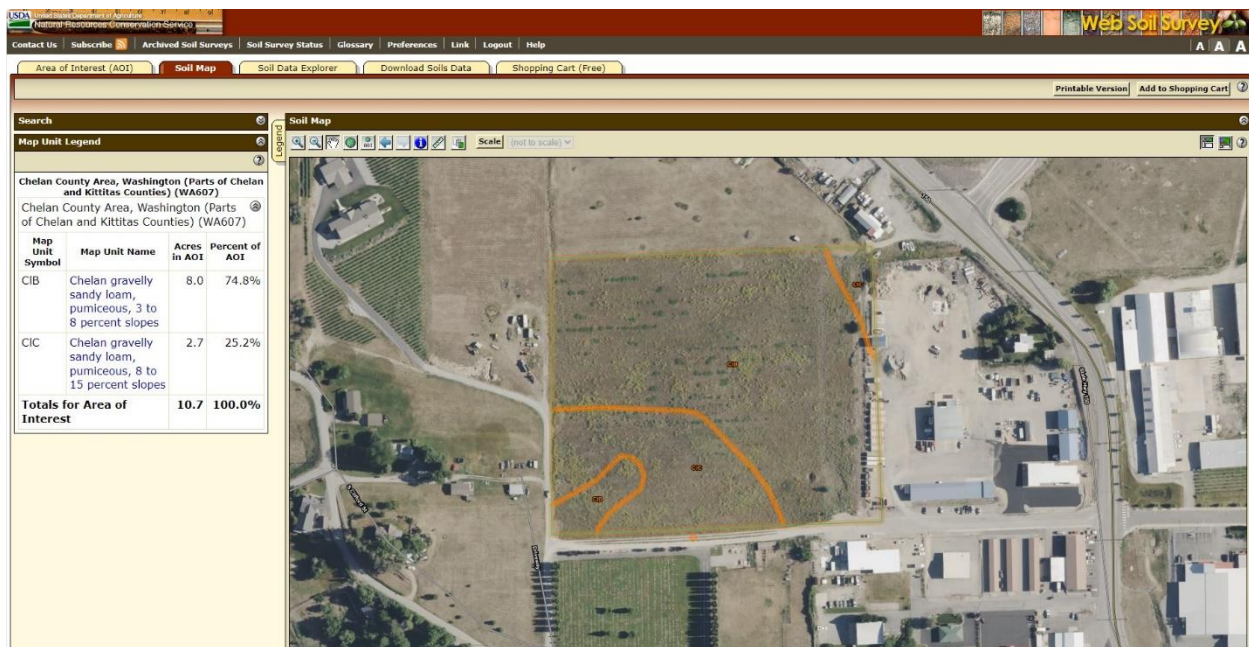 USDA United States Department of Agriculture
Natural Resources Conservation Service
Web Soil Survey
Contact Us Subscribe Archived Soil Surveys Soil Survey Status Glossary Preferences Link Logout Help
A A A
Area of Interest (AOI) Soil Map Soil Data Explorer Download Soils Data Shopping Cart (Free)
Printable Version Add to Shopping Cart
Search
Map Unit Legend
Legend
Soil Map
Scale (not to scale)
Chelan County Area, Washington (Parts of Chelan
and Kittitas Counties) (WA607)
Chelan County Area, Washington (Parts
of Chelan and Kittitas Counties) (WA607)
Map
Unit
Symbol
Map Unit Name
Acres
in AOI
Percent of
AOI
ClB
Chelan gravelly
sandy loam,
pumiceous, 3 to
8 percent slopes
8.0
74.8%
ClC
Chelan gravelly
sandy loam,
pumiceous, 8 to
15 percent slopes
2.7
25.2%
Totals for Area of
Interest
10.7
100.0%
ClC
ClB
ClC
ClB
Driveway